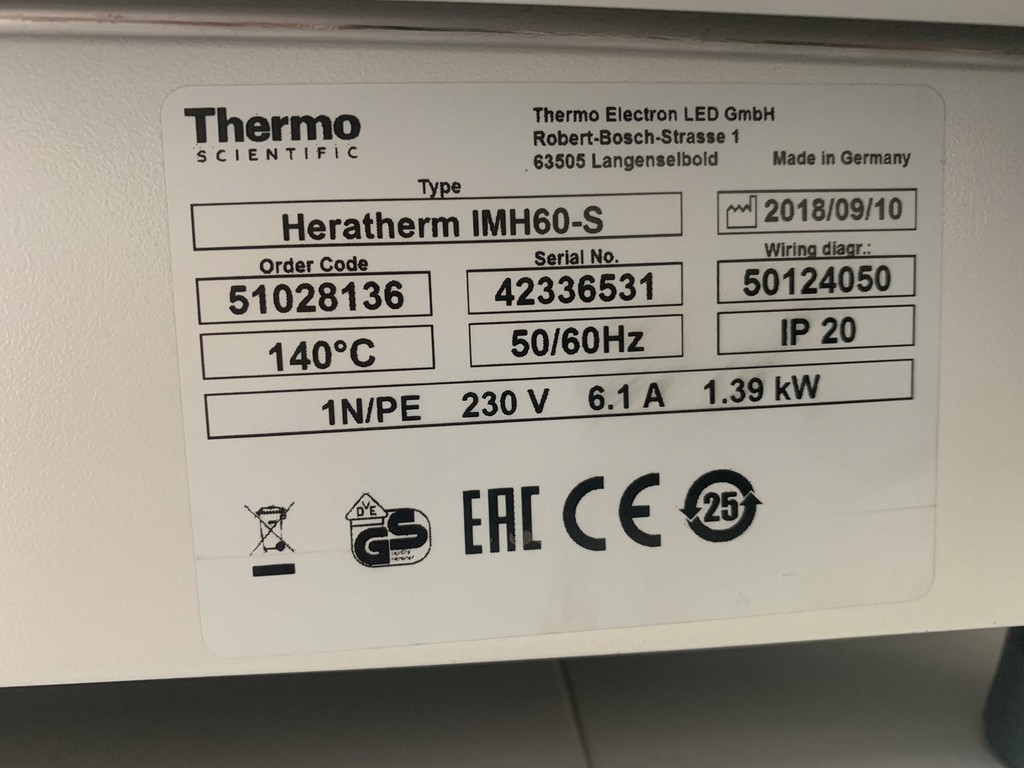 Thermo
SCIENTIFIC
Thermo Electron LED GmbH
Robert-Bosch-Strasse 1
63505 Langenselbold
Made in Germany
Type
Heratherm IMH60-S
2018/09/10
Order Code
Serial No.
Wiring diagr.:
51028136
42336531
50124050
140°C
50/60Hz
IP 20
1N/PE 230 V 6.1 A 1.39 kW
DVE
GS
EAC
CE
25